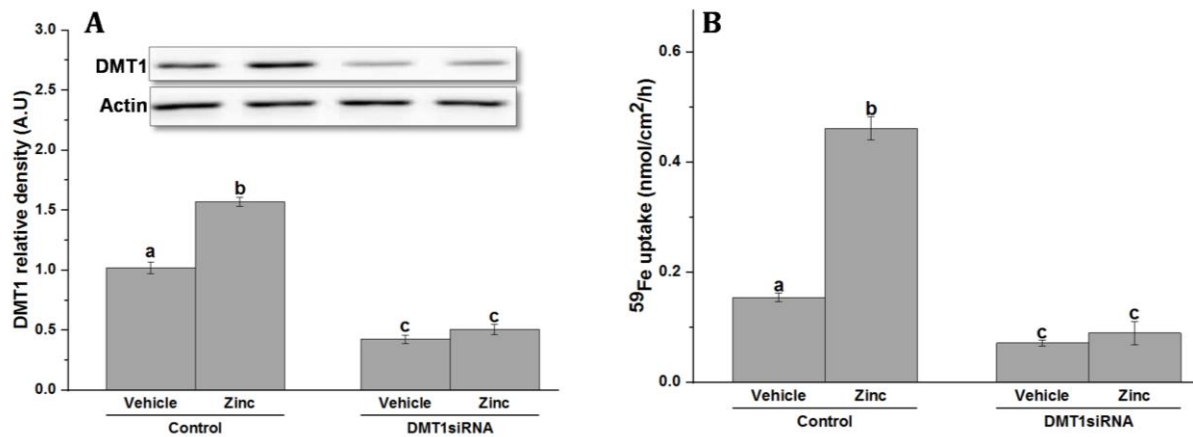 A
3.0
2.5
2.0
1.5
1.0
0.5
0.0
DMT1 relative density (A.U)
DMT1
Actin
a
b
c
c
Vehicle Zinc Vehicle Zinc
Control DMT1siRNA
B
0.6
0.4
0.2
0.0
59Fe uptake (nmol/cm2/h)
a
b
c
c
Vehicle Zinc Vehicle Zinc
Control DMT1siRNA